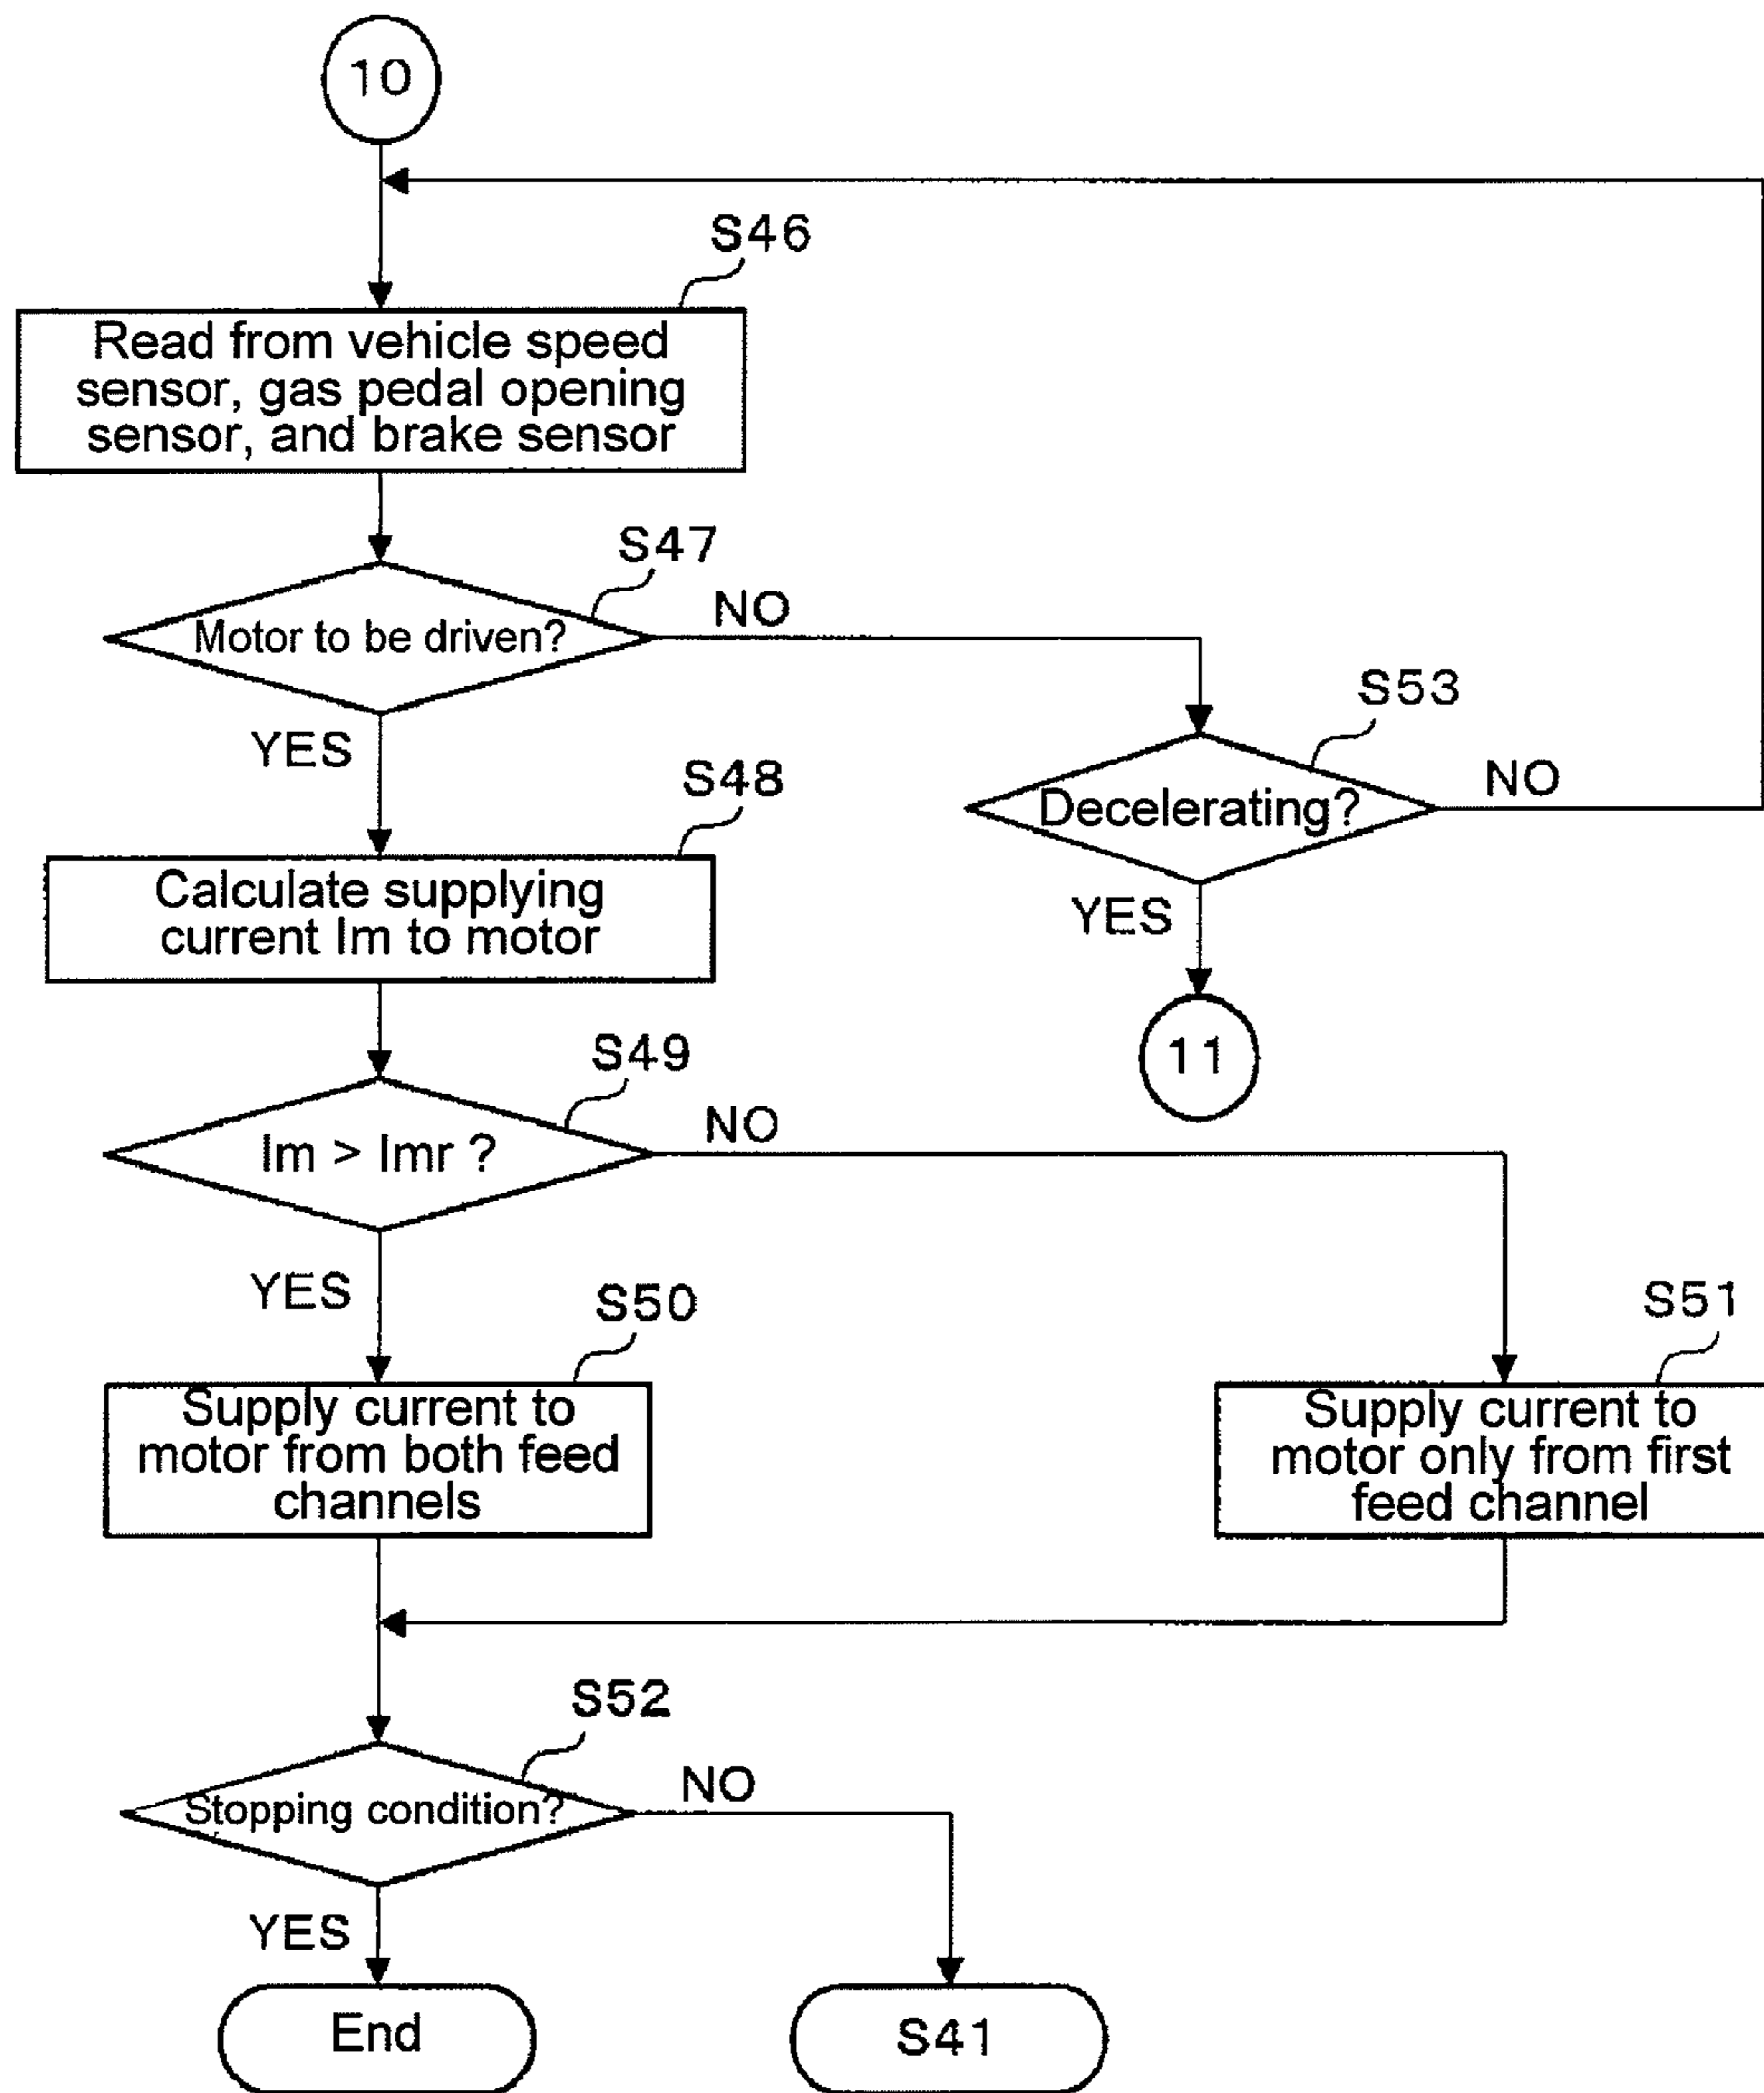 10
S46
Read from vehicle speed
sensor, gas pedal opening
sensor, and brake sensor
S47
Motor to be driven?
NO
YES
S53
Decelerating?
NO
YES
11
S48
Calculate supplying
current Im to motor
S49
Im > Imr ?
NO
YES
S50
Supply current to
motor from both feed
channels
S51
Supply current to
motor only from first
feed channel
S52
Stopping condition?
NO
YES
End
S41